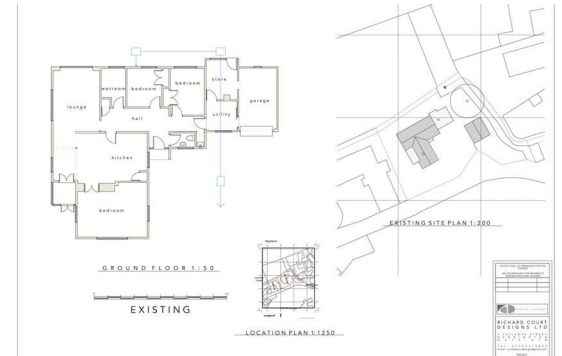 lounge
wetroom
bedroom
bedroom
store
garage
utility
hall
kitchen
bedroom
GROUND FLOOR 1:50
EXISTING
EXISTING SITE PLAN 1:200
LOCATION PLAN 1:1250
RICHARD COURT
DESIGNS LTD